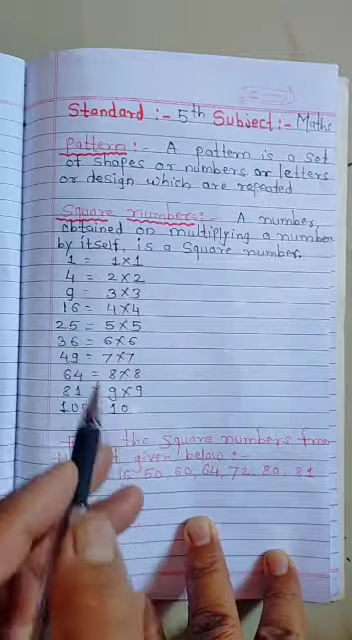 Standard :- 5th Subject :- Maths
Pattern :- A pattern is a set
of shapes or numbers or letters
or design which are repeated
Square numbers :- A number,
obtained on multiplying a number
by itself, is a square number.
1 = 1×1
4 = 2×2
9 = 3×3
16 = 4×4
25 = 5×5
36 = 6×6
49 = 7×7
64 = 8×8
81 = 9×9
10 10
the square numbers from
given below :-
50, 60, 64, 72, 80, 81